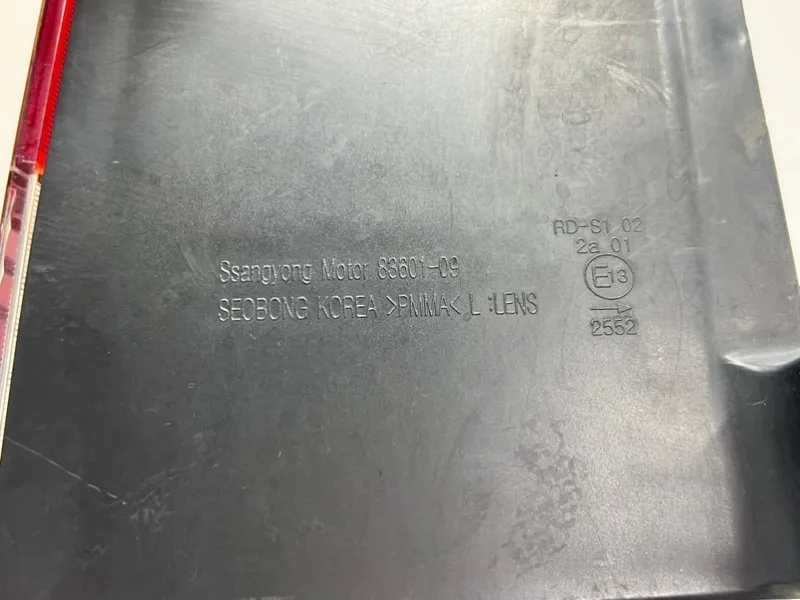 Ssangyong Motor 83601-09
SEOBONG KOREA >PMMA< L :LENS
RD-S1 02
2a 01
E13
2552